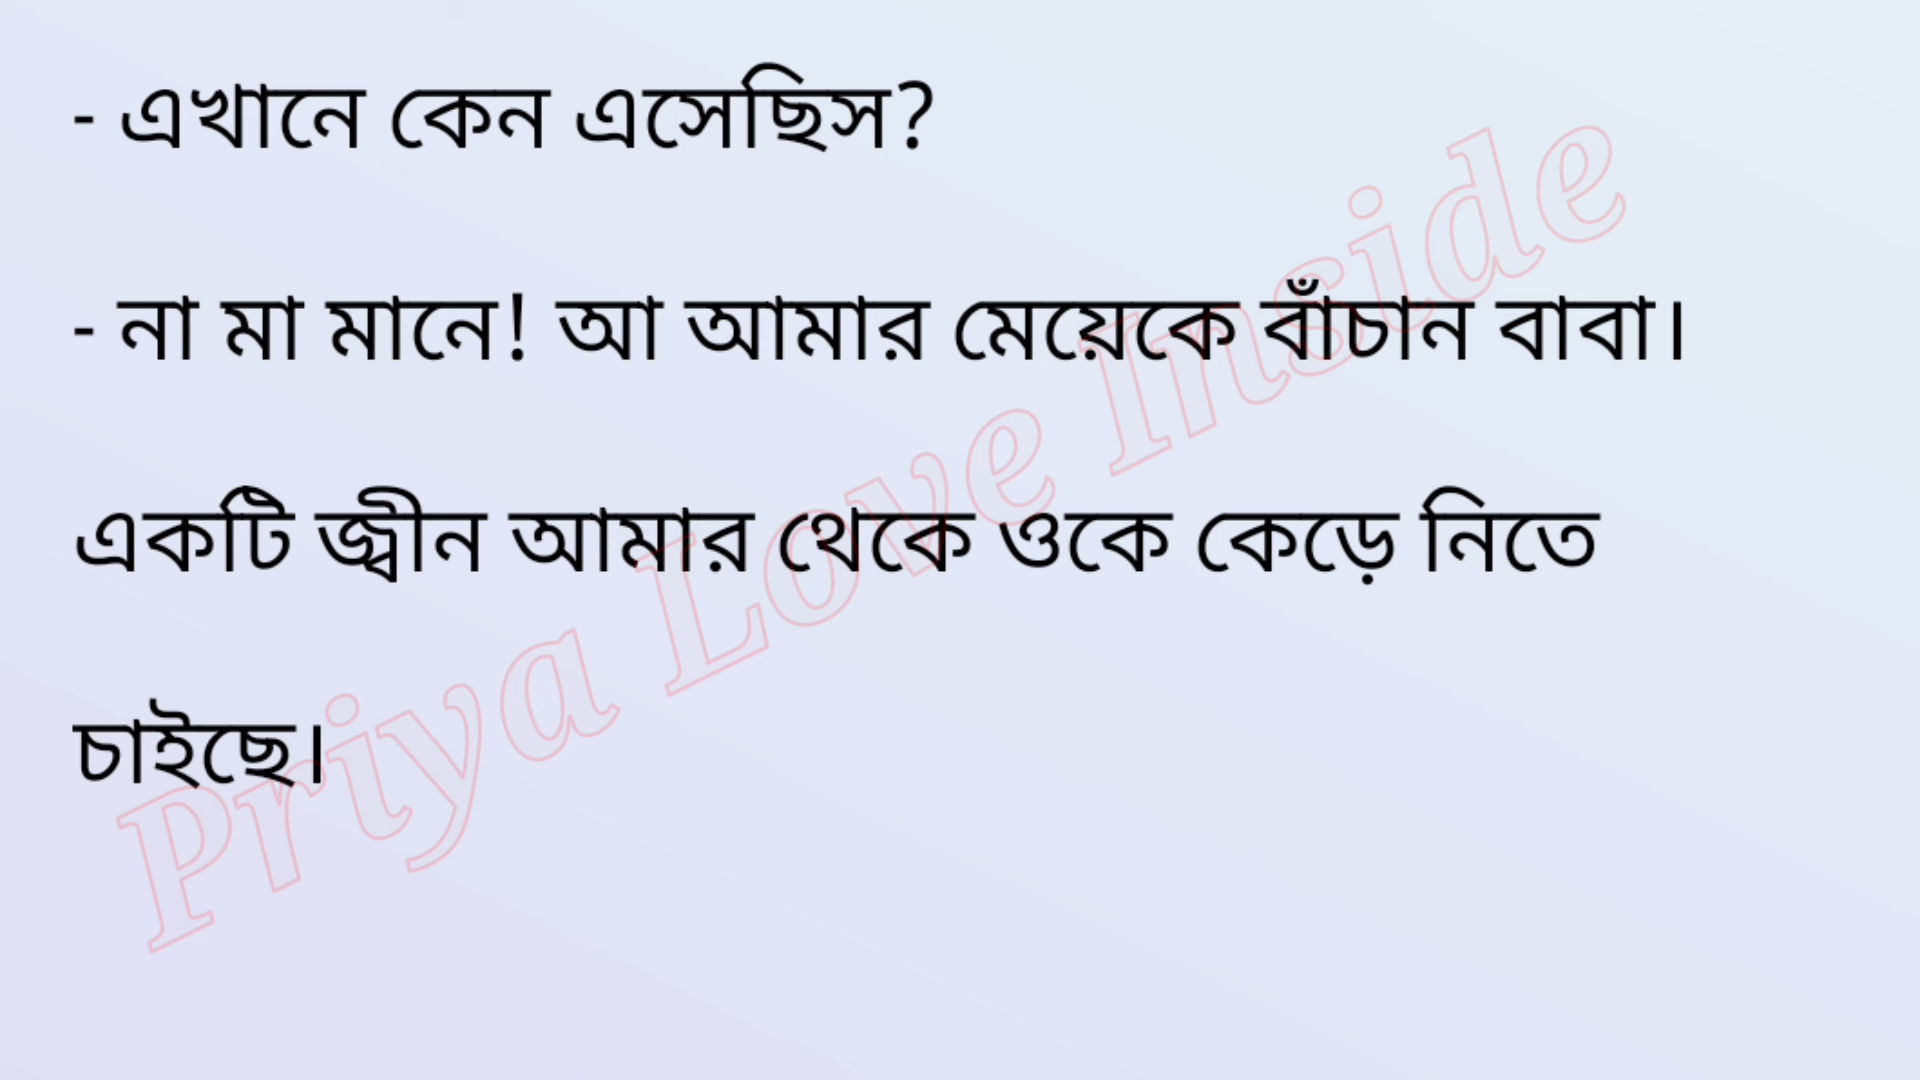 - এখানে কেন এসেছিস?
- না মা মানে! আ আমার মেয়েকে বাঁচান বাবা।
একটি জ্বীন আমার থেকে ওকে কেড়ে নিতে
চাইছে।
Priya Love Inside